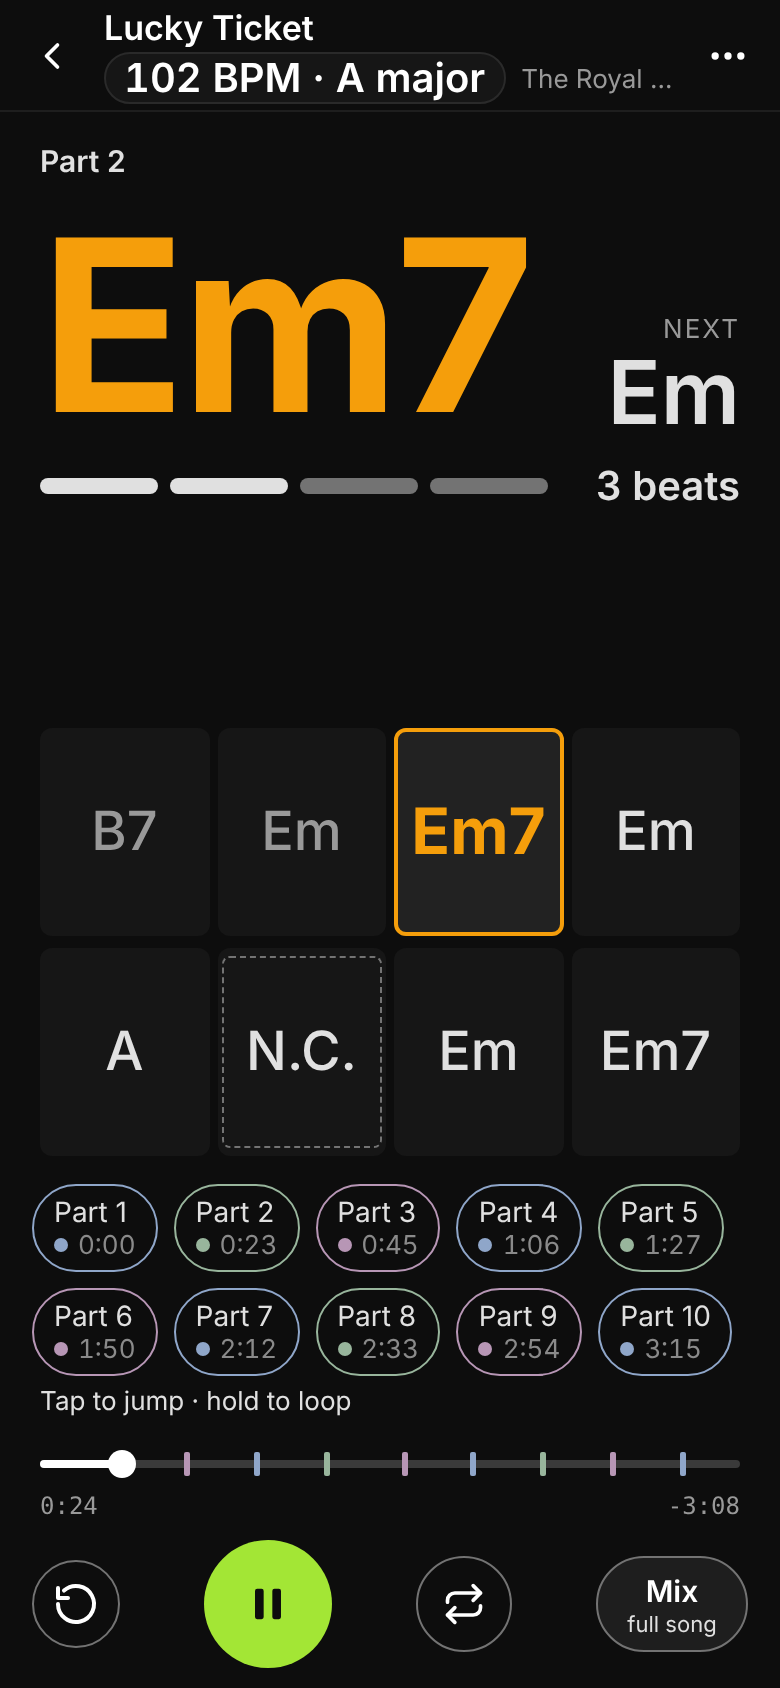 Lucky Ticket
102 BPM · A major
The Royal ...
Part 2
Em7
NEXT
Em
3 beats
B7
Em
Em7
Em
A
N.C.
Em
Em7
Part 1
0:00
Part 2
0:23
Part 3
0:45
Part 4
1:06
Part 5
1:27
Part 6
1:50
Part 7
2:12
Part 8
2:33
Part 9
2:54
Part 10
3:15
Tap to jump · hold to loop
0:24
-3:08
Mix
full song